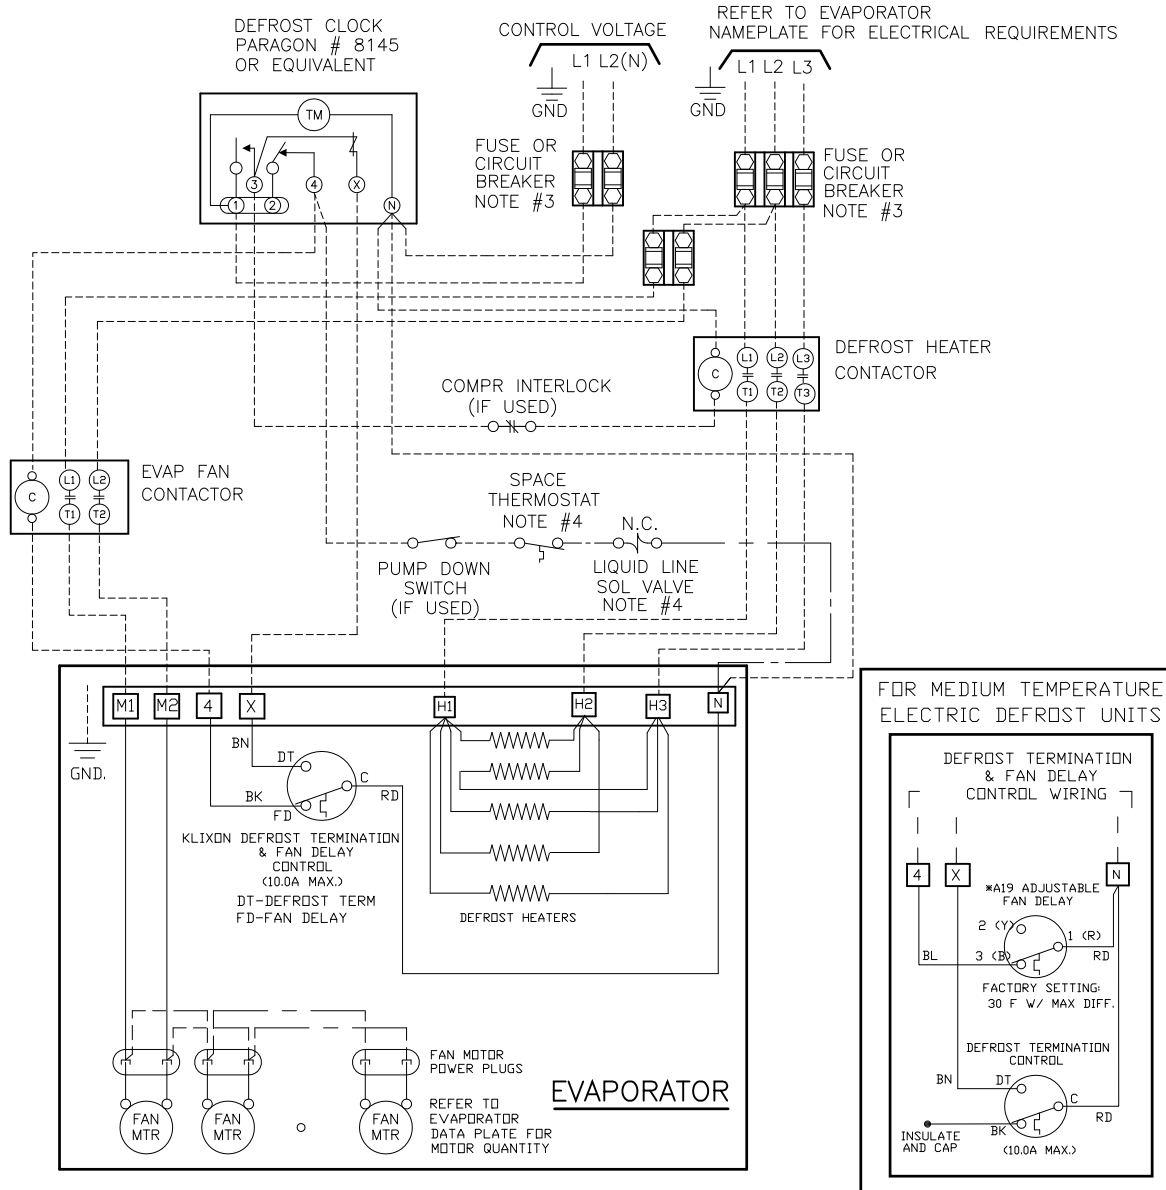 DEFROST CLOCK
PARAGON # 8145
OR EQUIVALENT
CONTROL VOLTAGE
L1 L2(N)
GND
REFER TO EVAPORATOR
NAMEPLATE FOR ELECTRICAL REQUIREMENTS
L1 L2 L3
GND
TM
3
4
X
1
2
N
FUSE OR
CIRCUIT
BREAKER
NOTE #3
FUSE OR
CIRCUIT
BREAKER
NOTE #3
DEFROST HEATER
CONTACTOR
C
L1
L2
L3
T1
T2
T3
COMPR INTERLOCK
(IF USED)
EVAP FAN
CONTACTOR
C
L1
L2
T1
T2
SPACE
THERMOSTAT
NOTE #4
N.C.
PUMP DOWN
SWITCH
(IF USED)
LIQUID LINE
SOL VALVE
NOTE #4
M1
M2
4
X
H1
H2
H3
N
GND.
BN
DT
C
RD
BK
FD
KLIXON DEFROST TERMINATION
& FAN DELAY
CONTROL
(10.0A MAX.)
DT-DEFROST TERM
FD-FAN DELAY
DEFROST HEATERS
FAN MOTOR
POWER PLUGS
EVAPORATOR
REFER TO
EVAPORATOR
DATA PLATE FOR
MOTOR QUANTITY
FAN
MTR
FAN
MTR
FAN
MTR
FOR MEDIUM TEMPERATURE
ELECTRIC DEFROST UNITS
DEFROST TERMINATION
& FAN DELAY
CONTROL WIRING
4
X
N
*A19 ADJUSTABLE
FAN DELAY
2 (Y)
1 (R)
3 (B)
BL
RD
FACTORY SETTING:
30 F W/ MAX DIFF.
DEFROST TERMINATION
CONTROL
BN
DT
C
RD
BK
INSULATE
AND CAP
(10.0A MAX.)